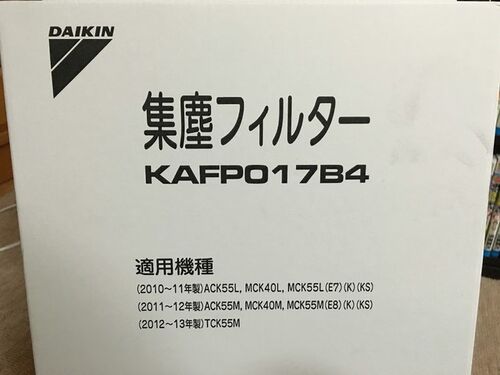 DAIKIN
集塵フィルター
KAFP017B4
適用機種
(2010～11年製)ACK55L, MCK40L, MCK55L(E7)(K)(KS)
(2011～12年製)ACK55M, MCK40M, MCK55M(E8)(K)(KS)
(2012～13年製)TCK55M